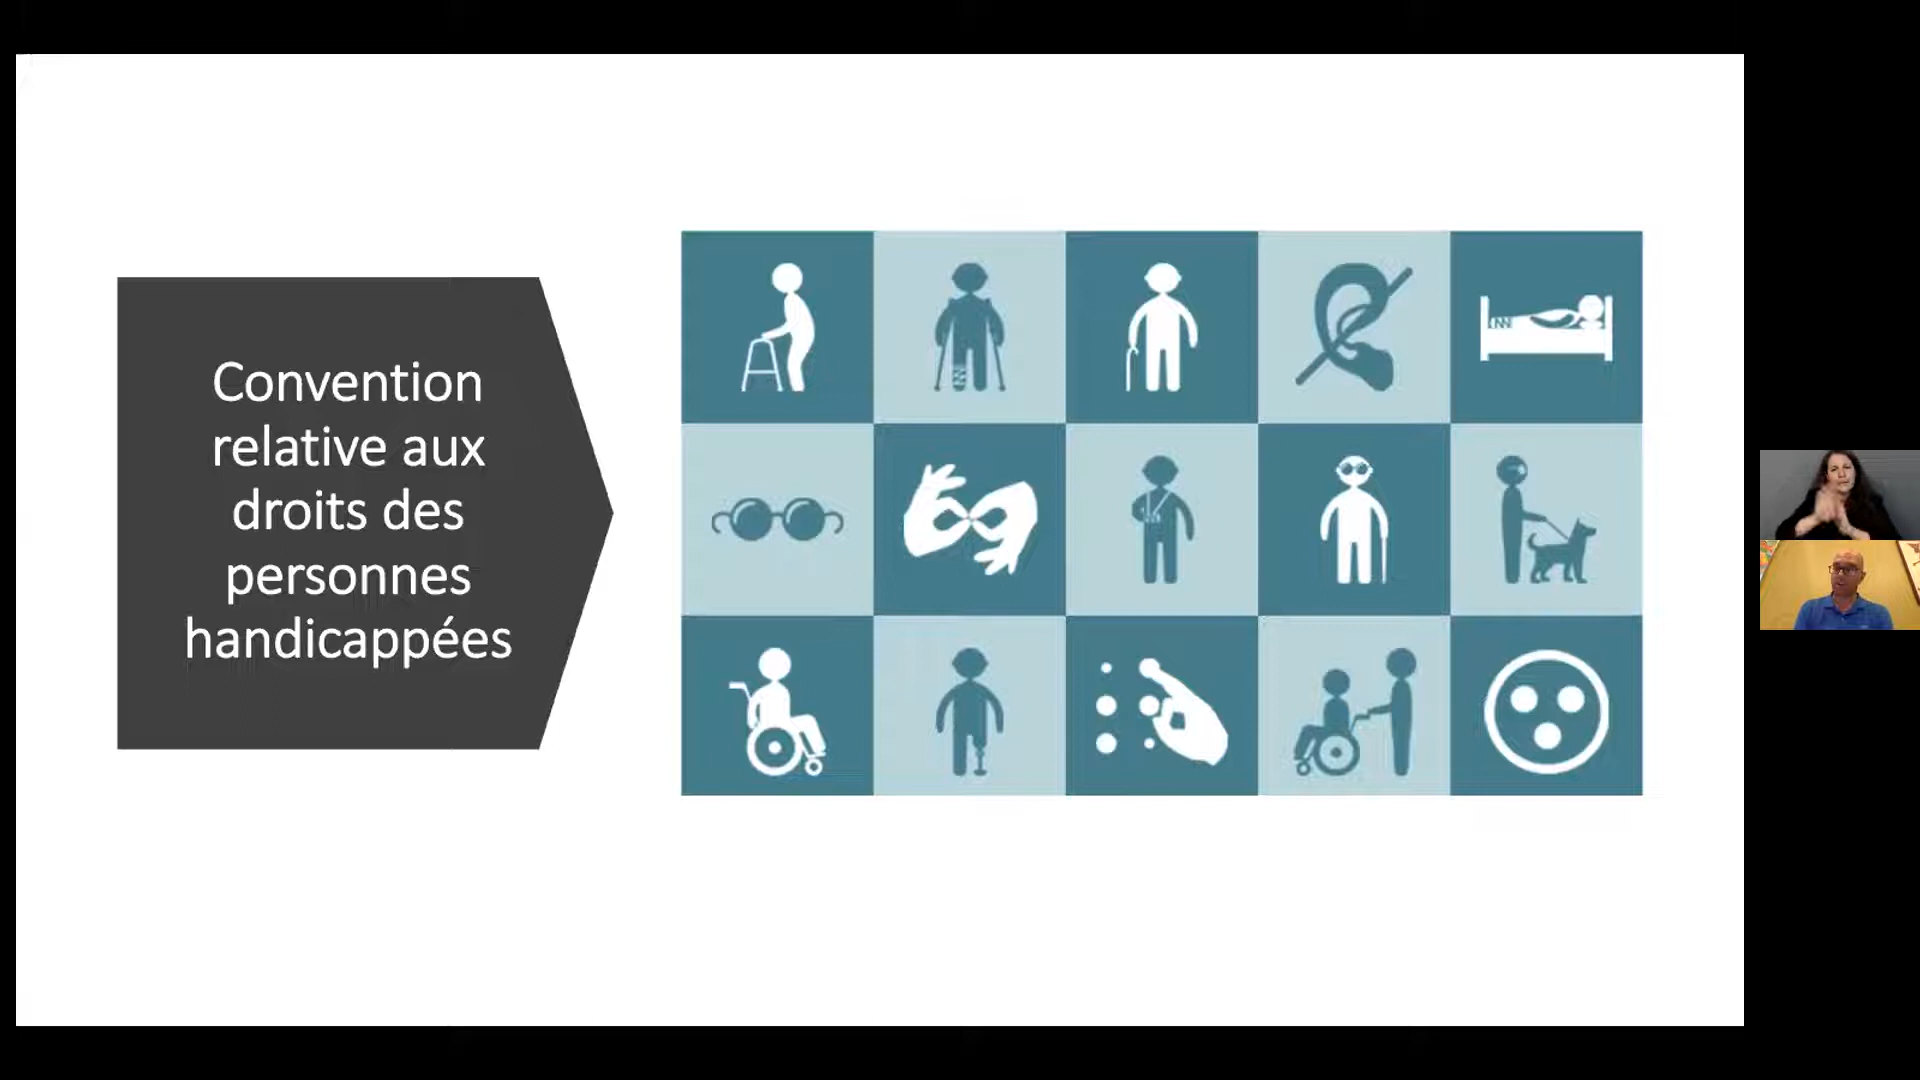 Convention
relative aux
droits des
personnes
handicappées